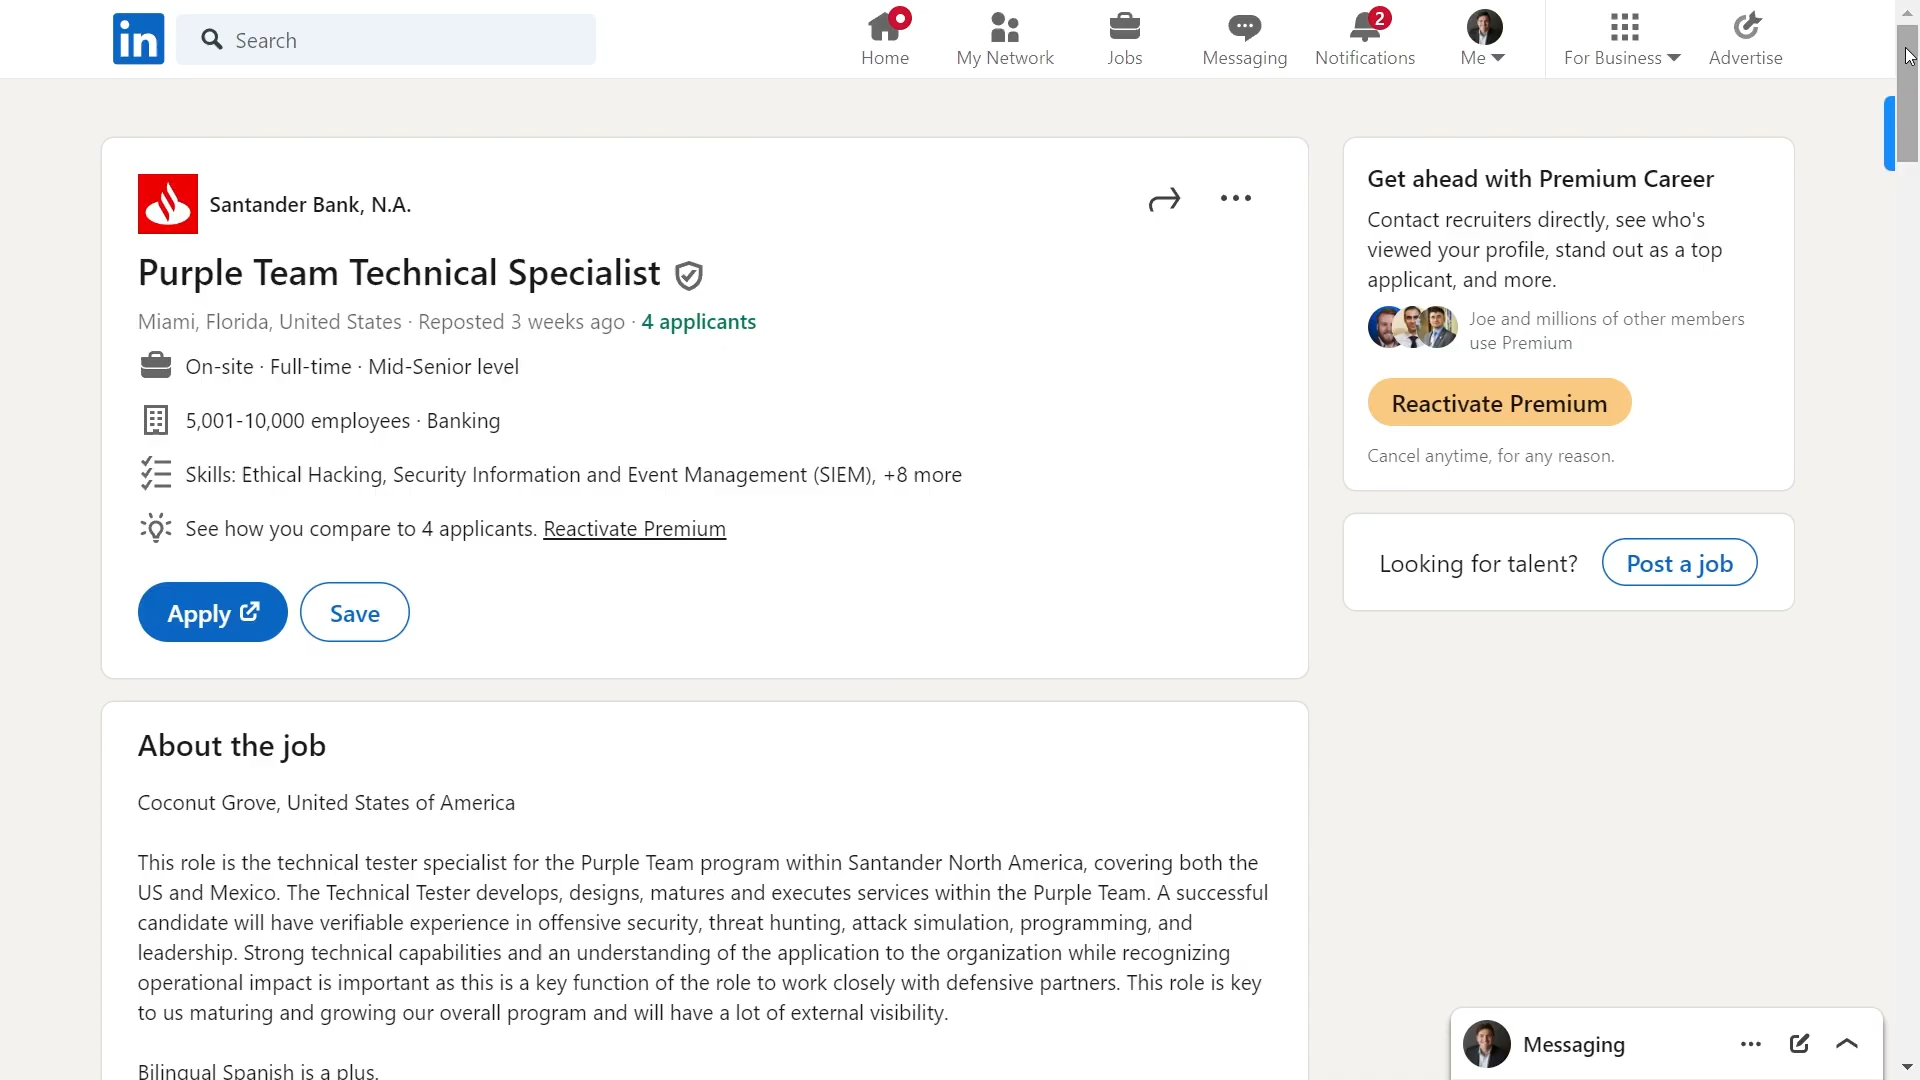 in
Search
Home
My Network
Jobs
Messaging
2
Notifications
Me
For Business
Advertise
Santander Bank, N.A.
Purple Team Technical Specialist
Miami, Florida, United States · Reposted 3 weeks ago · 4 applicants
On-site · Full-time · Mid-Senior level
5,001-10,000 employees · Banking
Skills: Ethical Hacking, Security Information and Event Management (SIEM), +8 more
See how you compare to 4 applicants. Reactivate Premium
Apply
Save
Get ahead with Premium Career
Contact recruiters directly, see who's
viewed your profile, stand out as a top
applicant, and more.
Joe and millions of other members
use Premium
Reactivate Premium
Cancel anytime, for any reason.
Looking for talent?
Post a job
About the job
Coconut Grove, United States of America
This role is the technical tester specialist for the Purple Team program within Santander North America, covering both the
US and Mexico. The Technical Tester develops, designs, matures and executes services within the Purple Team. A successful
candidate will have verifiable experience in offensive security, threat hunting, attack simulation, programming, and
leadership. Strong technical capabilities and an understanding of the application to the organization while recognizing
operational impact is important as this is a key function of the role to work closely with defensive partners. This role is key
to us maturing and growing our overall program and will have a lot of external visibility.
Bilingual Spanish is a plus.
Messaging